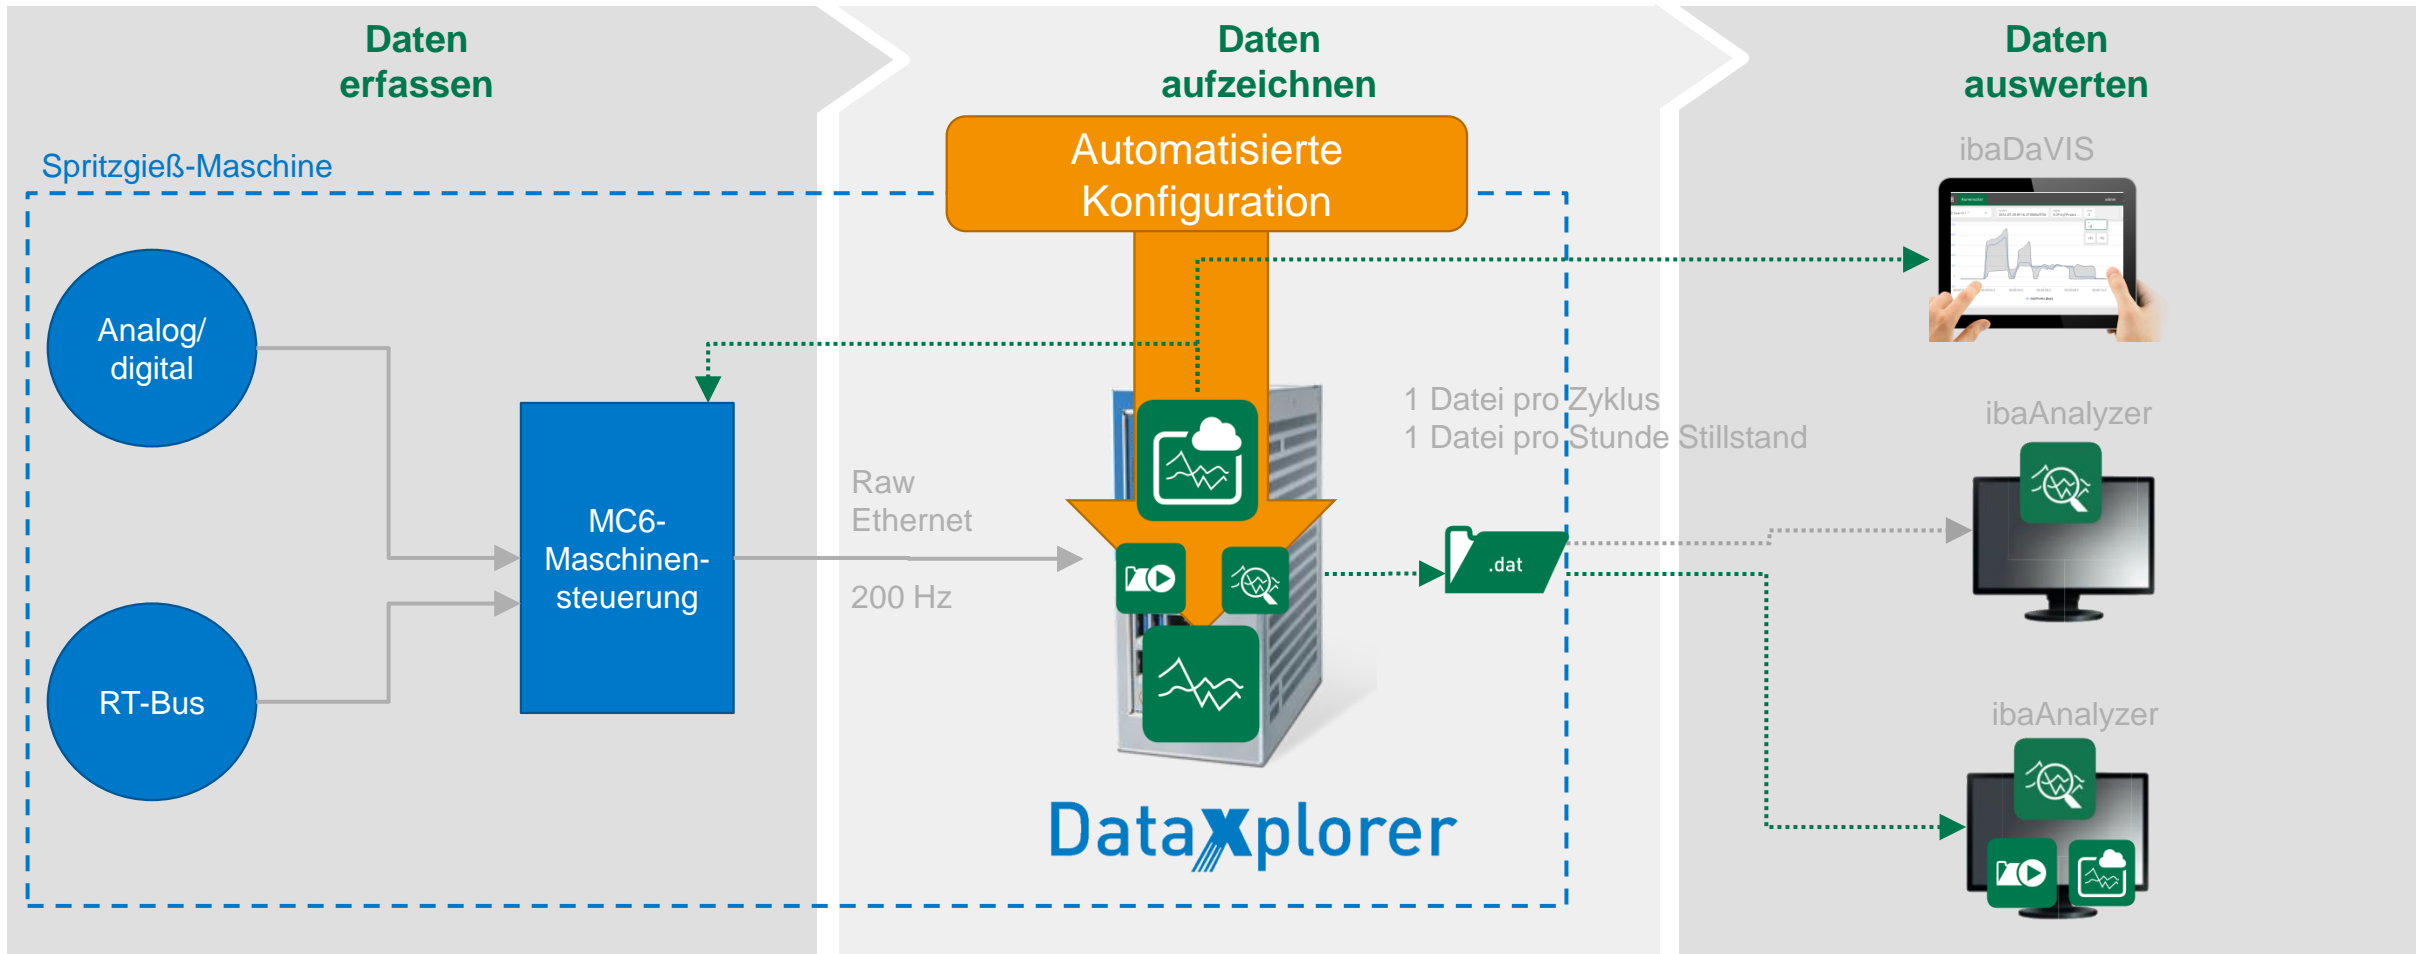 Daten
erfassen
Daten
aufzeichnen
Daten
auswerten
Spritzgieß-Maschine
Automatisierte
Konfiguration
Analog/
digital
RT-Bus
MC6-
Maschinen-
steuerung
Raw
Ethernet
200 Hz
1 Datei pro Zyklus
1 Datei pro Stunde Stillstand
.dat
DataXplorer
ibaDaVIS
ibaAnalyzer
ibaAnalyzer